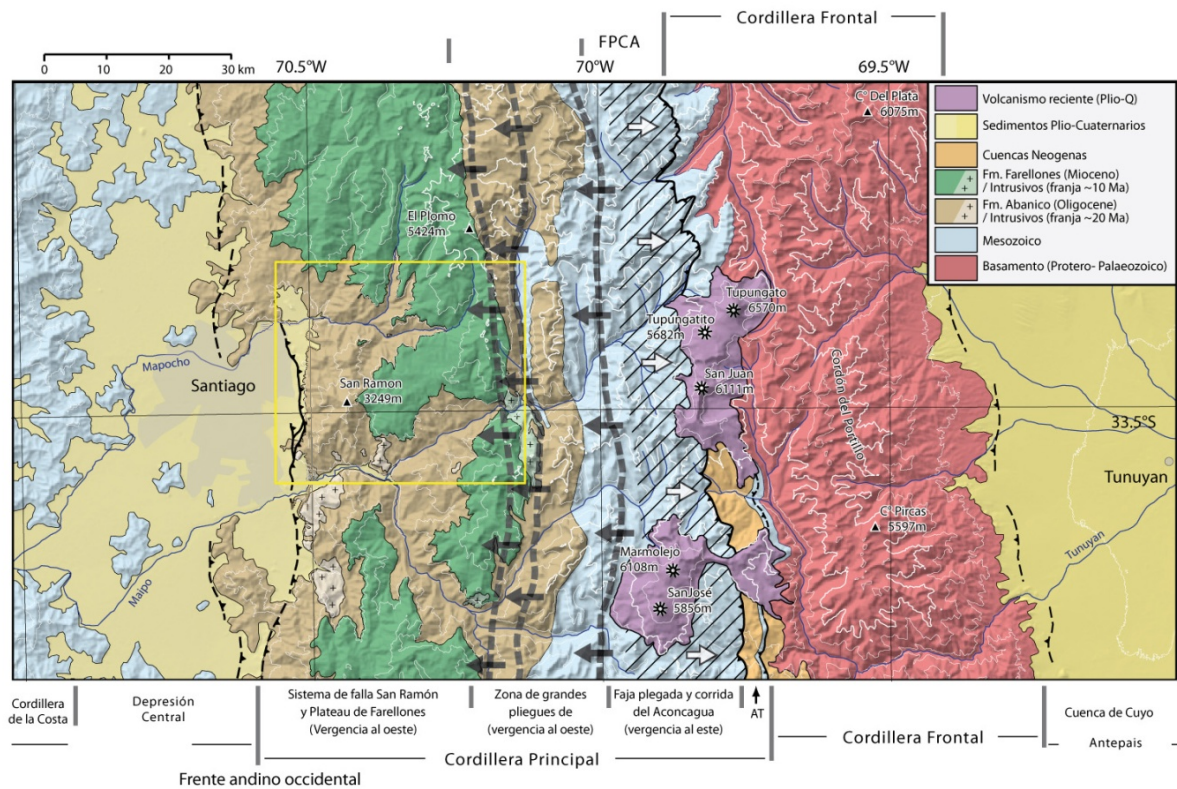 Cordillera Frontal
FPCA
0 10 20 30 km
70.5°W 70°W 69.5°W
Volcanismo reciente (Plio-Q)
Sedimentos Plio-Cuaternarios
Cuencas Neogenas
Fm. Farellones (Mioceno)
/ Intrusivos (franja ~10 Ma)
Fm. Abanico (Oligocene)
/ Intrusivos (franja ~20 Ma)
Mesozoico
Basamento (Protero- Palaeozoico)
C° Del Plata
6075m
El Plomo
5424m
Tupungato
6570m
Tupungatito
5682m
Mapocho
Santiago
San Ramon
3249m
San Juan
6111m
Cordón del Portillo
33.5°S
Tunuyan
C° Pircas
5597m
Marmolejo
6108m
SanJosé
5856m
Maipo
Tunuyan
Cordillera
de la Costa
Depresión
Central
Sistema de falla San Ramón
y Plateau de Farellones
(Vergencia al oeste)
Zona de grandes
pliegues de
(vergencia al oeste)
Faja plegada y corrida
del Aconcagua
(vergencia al este)
AT
Cordillera Frontal
Cuenca de Cuyo
Antepais
Cordillera Principal
Frente andino occidental